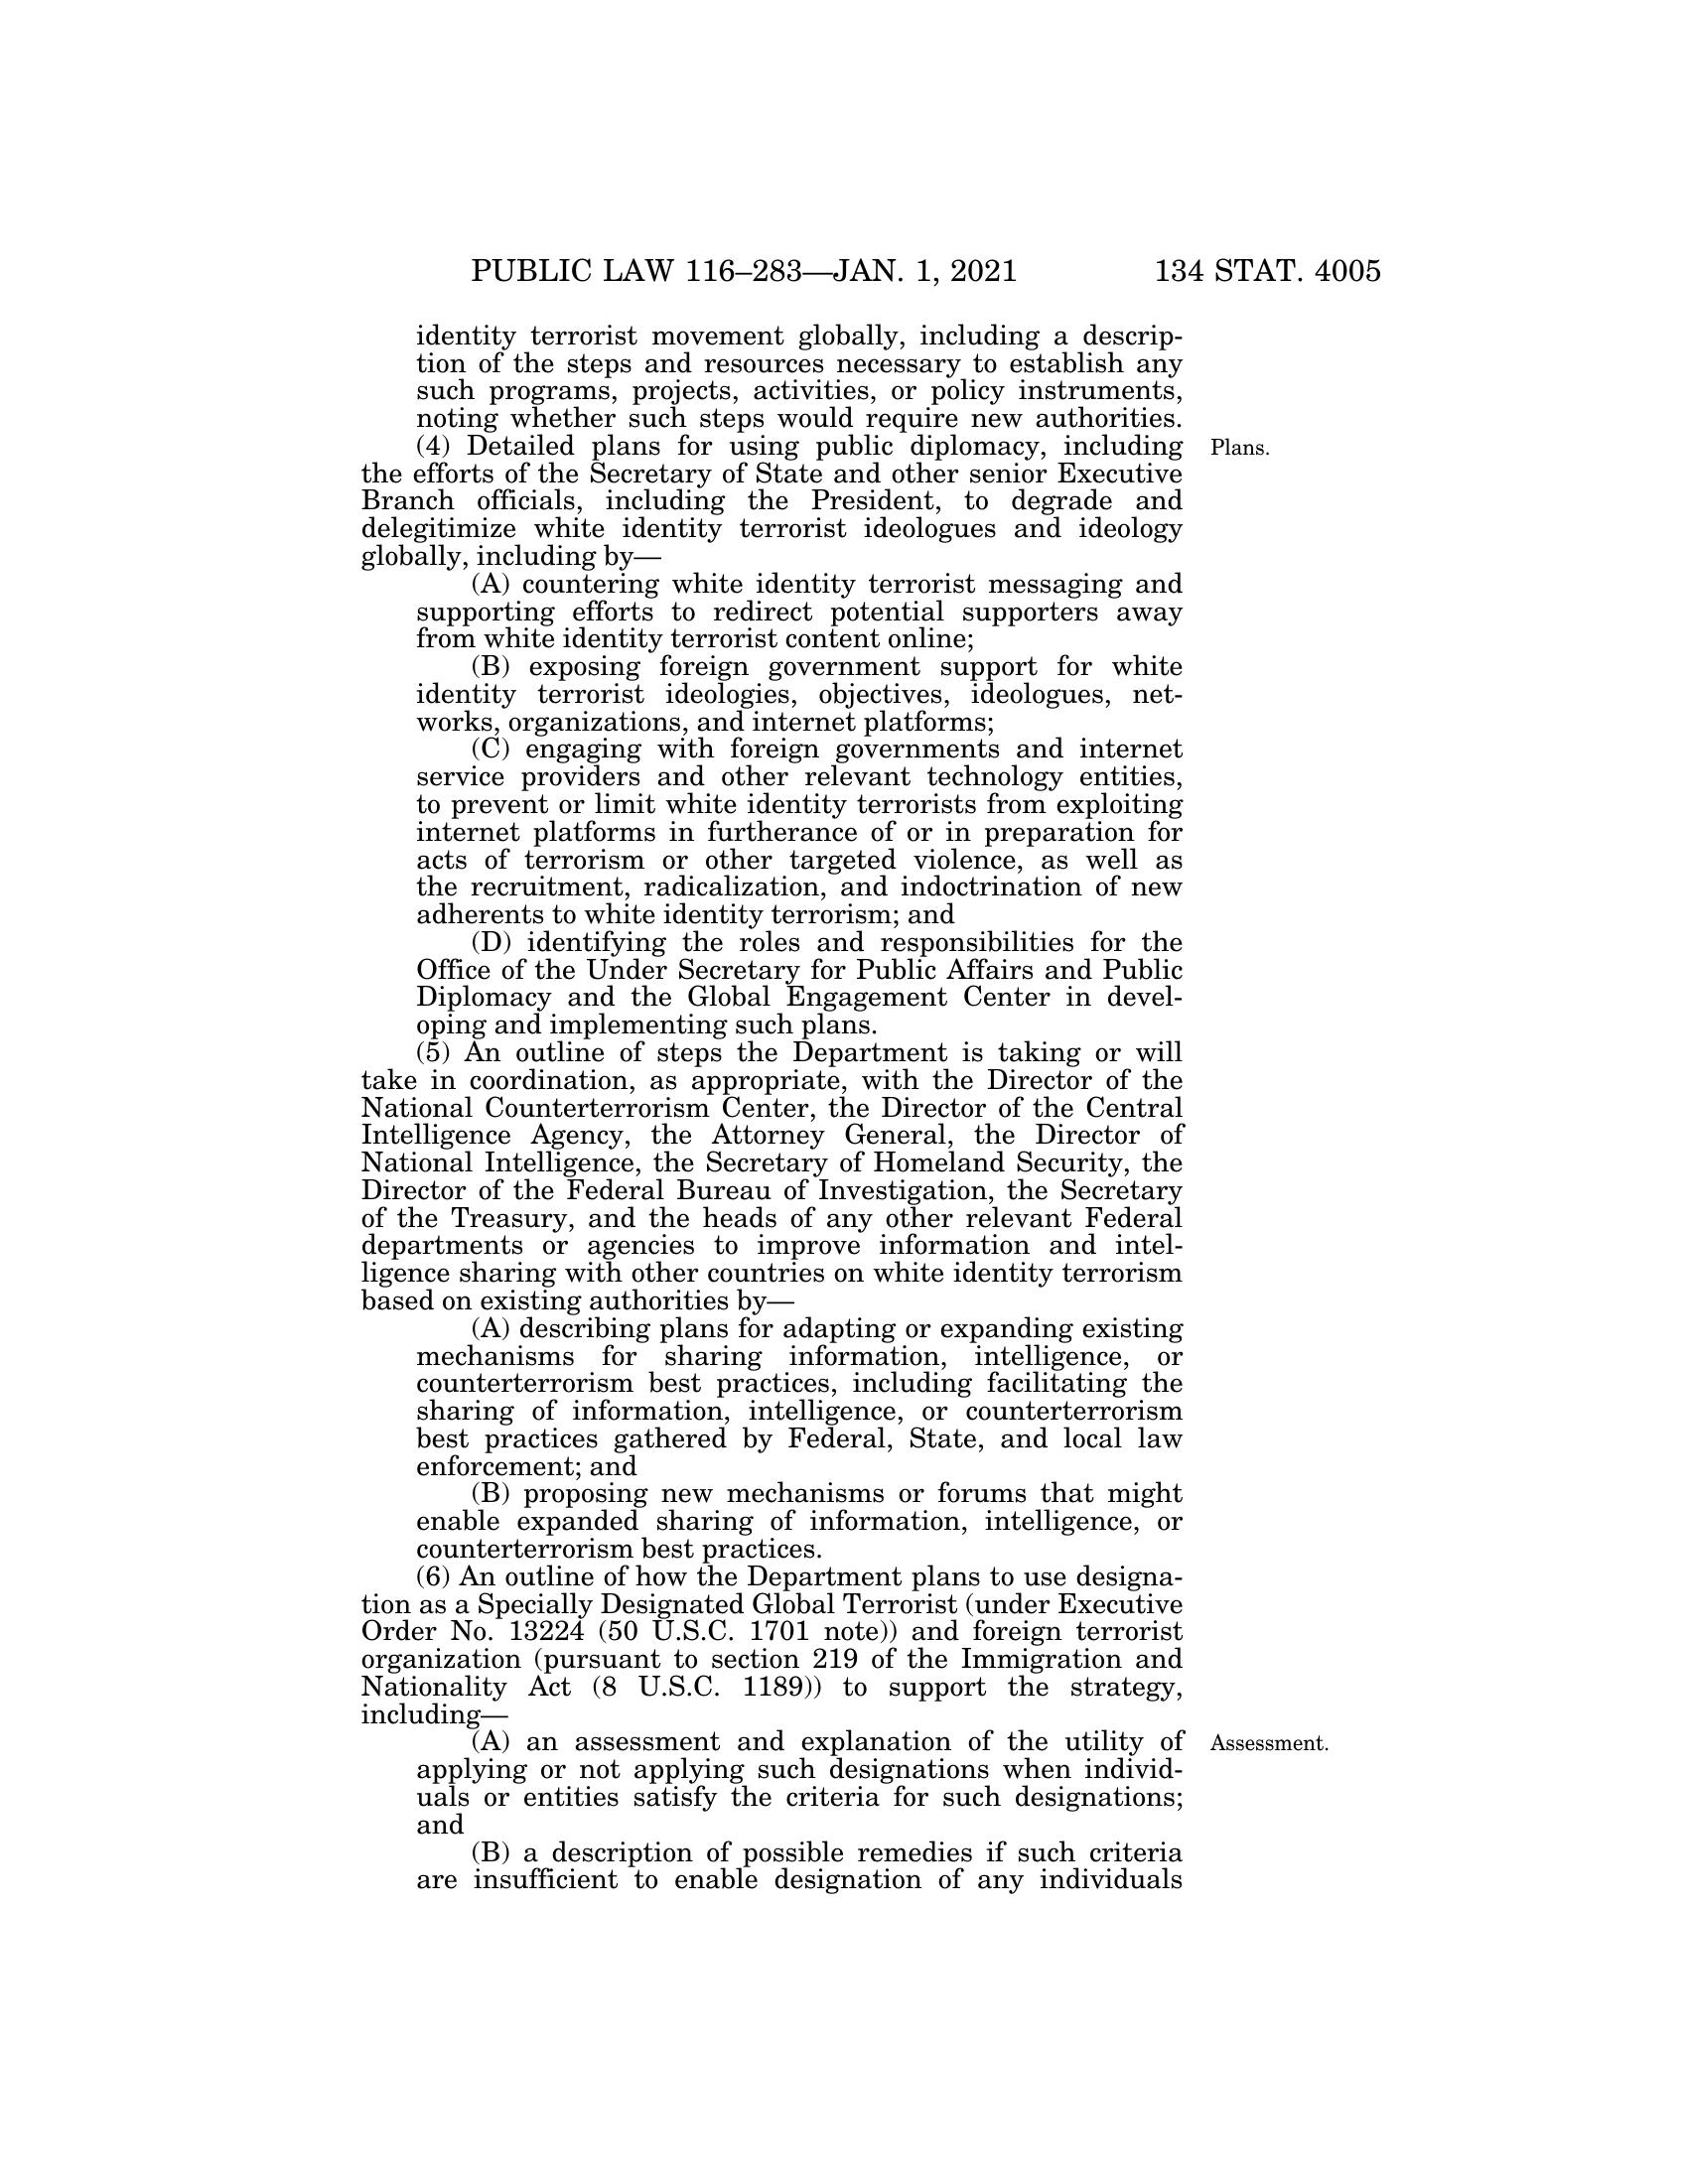 PUBLIC LAW 116–283—JAN. 1, 2021 134 STAT. 4005
identity terrorist movement globally, including a descrip-
tion of the steps and resources necessary to establish any
such programs, projects, activities, or policy instruments,
noting whether such steps would require new authorities.
(4) Detailed plans for using public diplomacy, including Plans.
the efforts of the Secretary of State and other senior Executive
Branch officials, including the President, to degrade and
delegitimize white identity terrorist ideologues and ideology
globally, including by—
(A) countering white identity terrorist messaging and
supporting efforts to redirect potential supporters away
from white identity terrorist content online;
(B) exposing foreign government support for white
identity terrorist ideologies, objectives, ideologues, net-
works, organizations, and internet platforms;
(C) engaging with foreign governments and internet
service providers and other relevant technology entities,
to prevent or limit white identity terrorists from exploiting
internet platforms in furtherance of or in preparation for
acts of terrorism or other targeted violence, as well as
the recruitment, radicalization, and indoctrination of new
adherents to white identity terrorism; and
(D) identifying the roles and responsibilities for the
Office of the Under Secretary for Public Affairs and Public
Diplomacy and the Global Engagement Center in devel-
oping and implementing such plans.
(5) An outline of steps the Department is taking or will
take in coordination, as appropriate, with the Director of the
National Counterterrorism Center, the Director of the Central
Intelligence Agency, the Attorney General, the Director of
National Intelligence, the Secretary of Homeland Security, the
Director of the Federal Bureau of Investigation, the Secretary
of the Treasury, and the heads of any other relevant Federal
departments or agencies to improve information and intel-
ligence sharing with other countries on white identity terrorism
based on existing authorities by—
(A) describing plans for adapting or expanding existing
mechanisms for sharing information, intelligence, or
counterterrorism best practices, including facilitating the
sharing of information, intelligence, or counterterrorism
best practices gathered by Federal, State, and local law
enforcement; and
(B) proposing new mechanisms or forums that might
enable expanded sharing of information, intelligence, or
counterterrorism best practices.
(6) An outline of how the Department plans to use designa-
tion as a Specially Designated Global Terrorist (under Executive
Order No. 13224 (50 U.S.C. 1701 note)) and foreign terrorist
organization (pursuant to section 219 of the Immigration and
Nationality Act (8 U.S.C. 1189)) to support the strategy,
including—
(A) an assessment and explanation of the utility of Assessment.
applying or not applying such designations when individ-
uals or entities satisfy the criteria for such designations;
and
(B) a description of possible remedies if such criteria
are insufficient to enable designation of any individuals